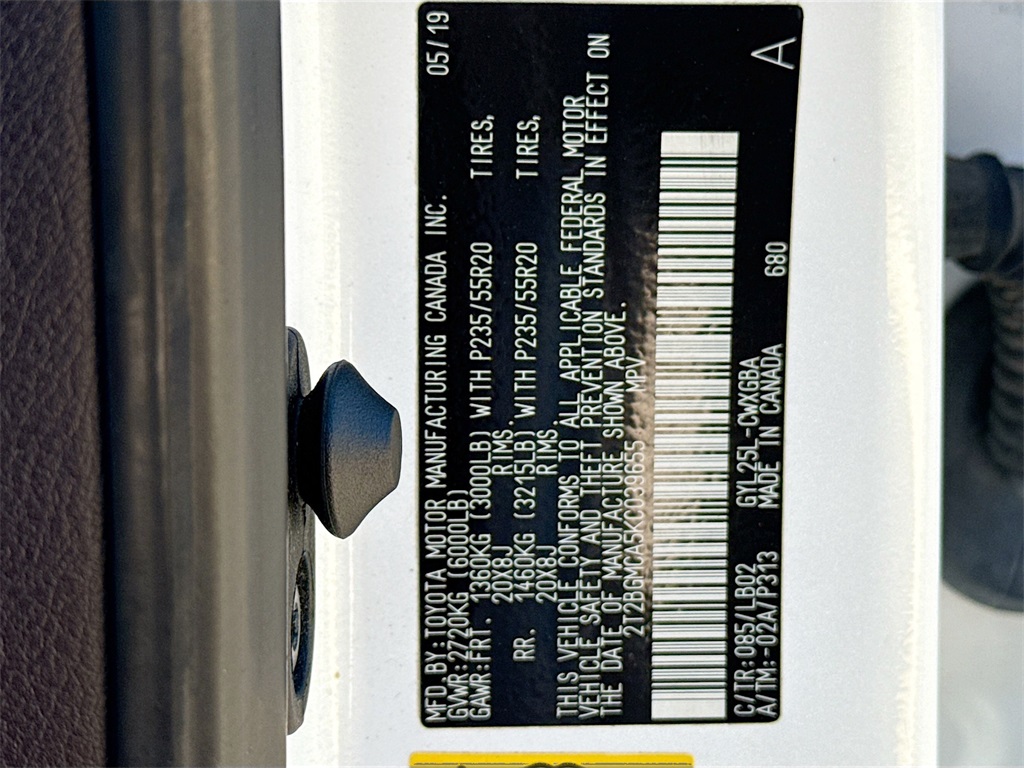 MFD BY:TOYOTA MOTOR MANUFACTURING CANADA INC. 05/19
GVWR:2720KG (6000LB)
GAWR:FRT. 1360KG (3000LB) WITH P235/55R20 TIRES,
20X8J RIMS.
RR. 1460KG (3215LB) WITH P235/55R20 TIRES,
20X8J RIMS.
THIS VEHICLE CONFORMS TO ALL APPLICABLE FEDERAL MOTOR
VEHICLE SAFETY AND THEFT PREVENTION STANDARDS IN EFFECT ON
THE DATE OF MANUFACTURE SHOWN ABOVE.
2T2BGMCA5KC039655 MPV
C/TR:085/LB02 GYL25L-CWXGBA 680
A/TM:-02A/P313 MADE IN CANADA A